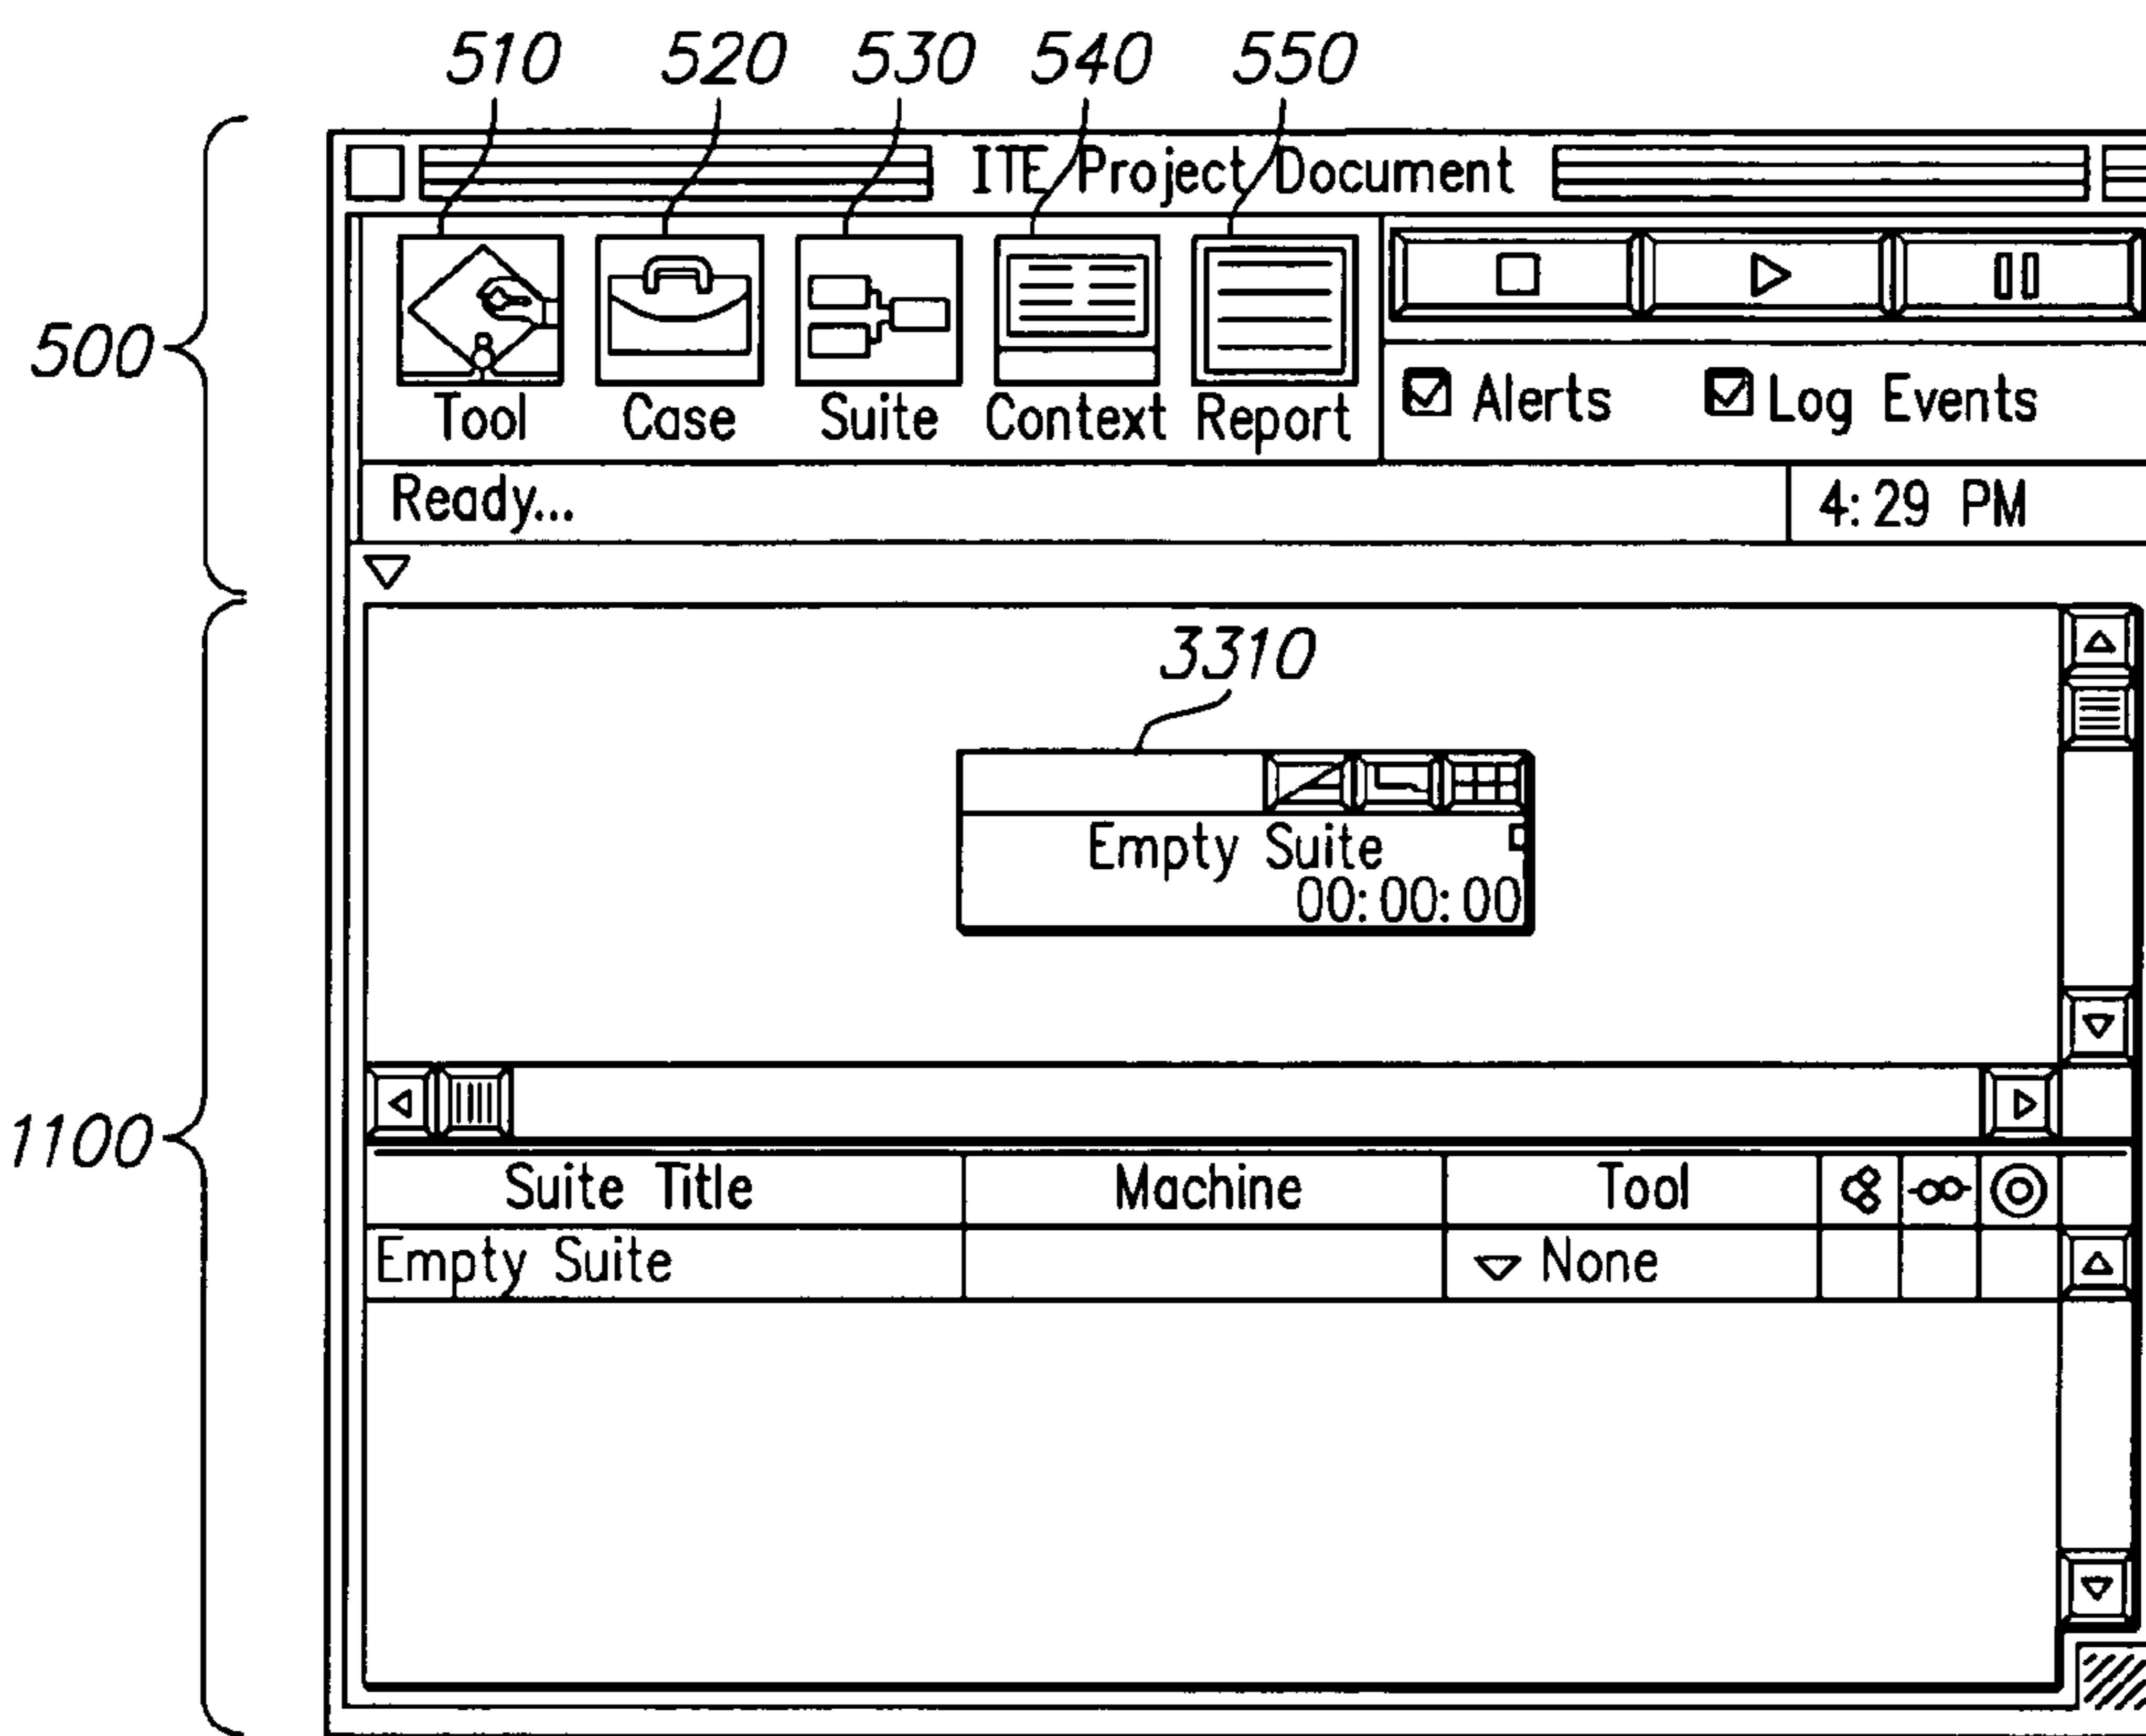 510 520 530 540 550
ITE Project Document
500
Tool Case Suite Context Report
Alerts Log Events
Ready... 4:29 PM
3310
Empty Suite
00:00:00
1100
Suite Title Machine Tool
Empty Suite None